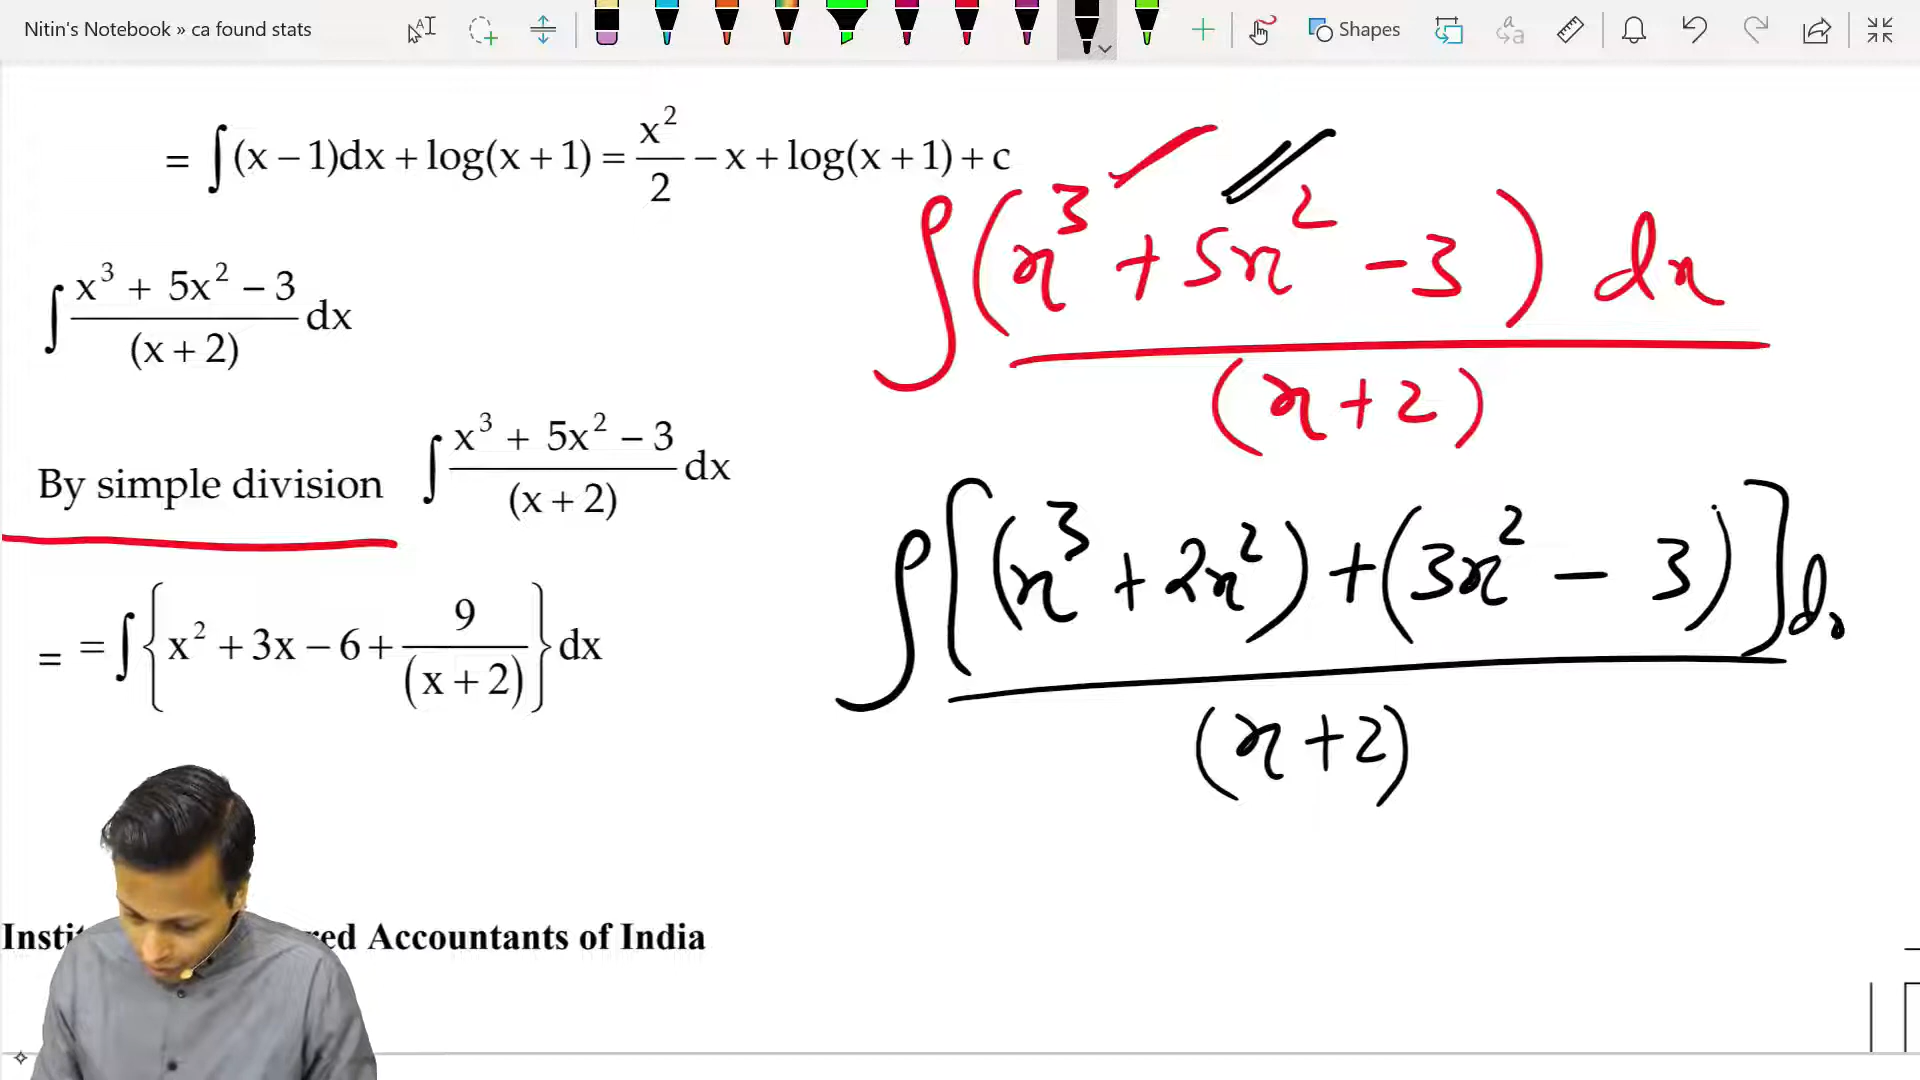 Nitin's Notebook » ca found stats
Shapes
= ∫(x − 1)dx + log(x + 1) = x²/2 − x + log(x + 1) + c
∫ (x³ + 5x² − 3)/(x + 2) dx
By simple division ∫ (x³ + 5x² − 3)/(x + 2) dx
= = ∫{x² + 3x − 6 + 9/(x + 2)}dx
∫ (x³ + 5x² − 3) dx / (x + 2)
∫ [(x³ + 2x²) + (3x² − 3)] dx / (x + 2)
red Accountants of India